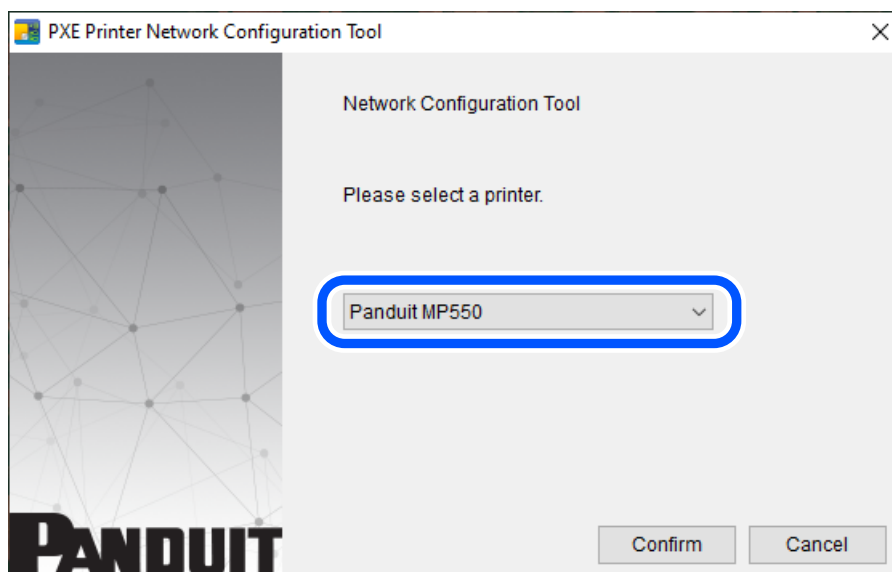 PXE Printer Network Configuration Tool
Network Configuration Tool
Please select a printer.
Panduit MP550
PANDUIT
Confirm
Cancel